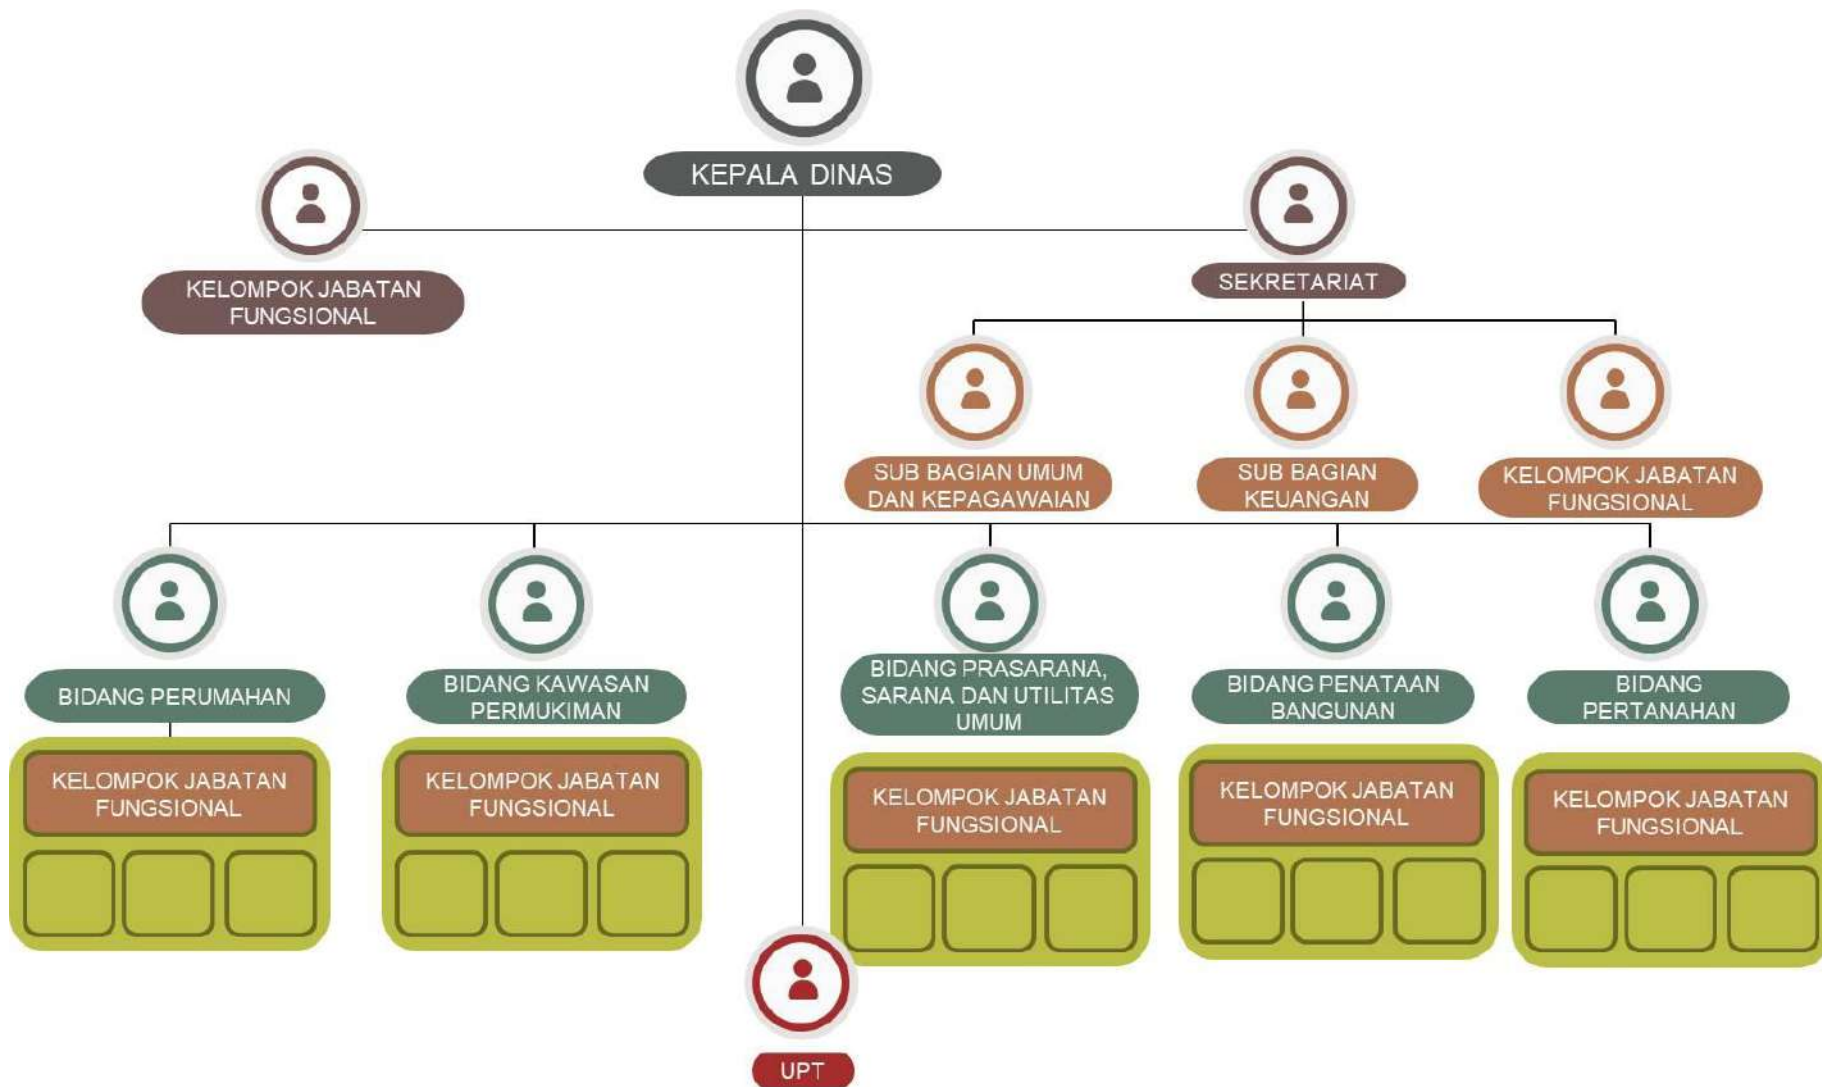 KEPALA DINAS
KELOMPOK JABATAN
FUNGSIONAL
SEKRETARIAT
SUB BAGIAN UMUM
DAN KEPAGAWAIAN
SUB BAGIAN
KEUANGAN
KELOMPOK JABATAN
FUNGSIONAL
BIDANG PERUMAHAN
BIDANG KAWASAN
PERMUKIMAN
BIDANG PRASARANA,
SARANA DAN UTILITAS
UMUM
BIDANG PENATAAN
BANGUNAN
BIDANG
PERTANAHAN
KELOMPOK JABATAN
FUNGSIONAL
KELOMPOK JABATAN
FUNGSIONAL
KELOMPOK JABATAN
FUNGSIONAL
KELOMPOK JABATAN
FUNGSIONAL
KELOMPOK JABATAN
FUNGSIONAL
UPT